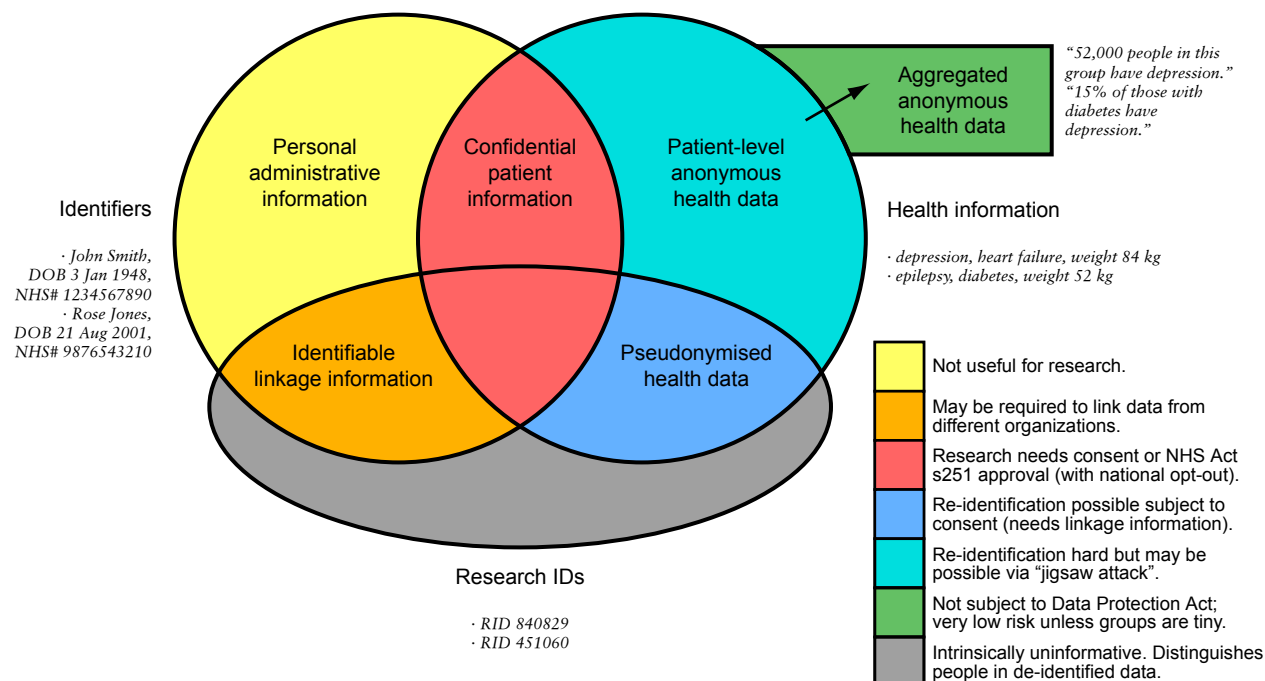 “52,000 people in this
group have depression.”
“15% of those with
diabetes have
depression.”
Aggregated
anonymous
health data
Personal
administrative
information
Confidential
patient
information
Patient-level
anonymous
health data
Identifiers
· John Smith,
DOB 3 Jan 1948,
NHS# 1234567890
· Rose Jones,
DOB 21 Aug 2001,
NHS# 9876543210
Health information
· depression, heart failure, weight 84 kg
· epilepsy, diabetes, weight 52 kg
Identifiable
linkage information
Pseudonymised
health data
Research IDs
· RID 840829
· RID 451060
Not useful for research.
May be required to link data from
different organizations.
Research needs consent or NHS Act
s251 approval (with national opt-out).
Re-identification possible subject to
consent (needs linkage information).
Re-identification hard but may be
possible via “jigsaw attack”.
Not subject to Data Protection Act;
very low risk unless groups are tiny.
Intrinsically uninformative. Distinguishes
people in de-identified data.